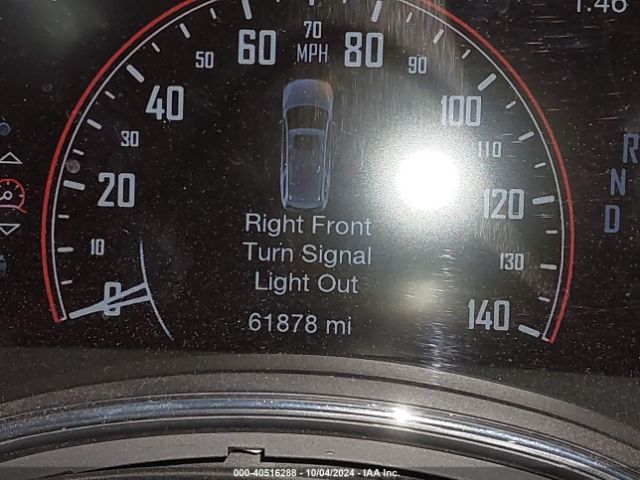 1:46
70
60 MPH 80
50 90
40 100
30 110
20 120
10 130
0 140
R
N
D
Right Front
Turn Signal
Light Out
61878 mi
000-40516288 - 10/04/2024 - IAA Inc.